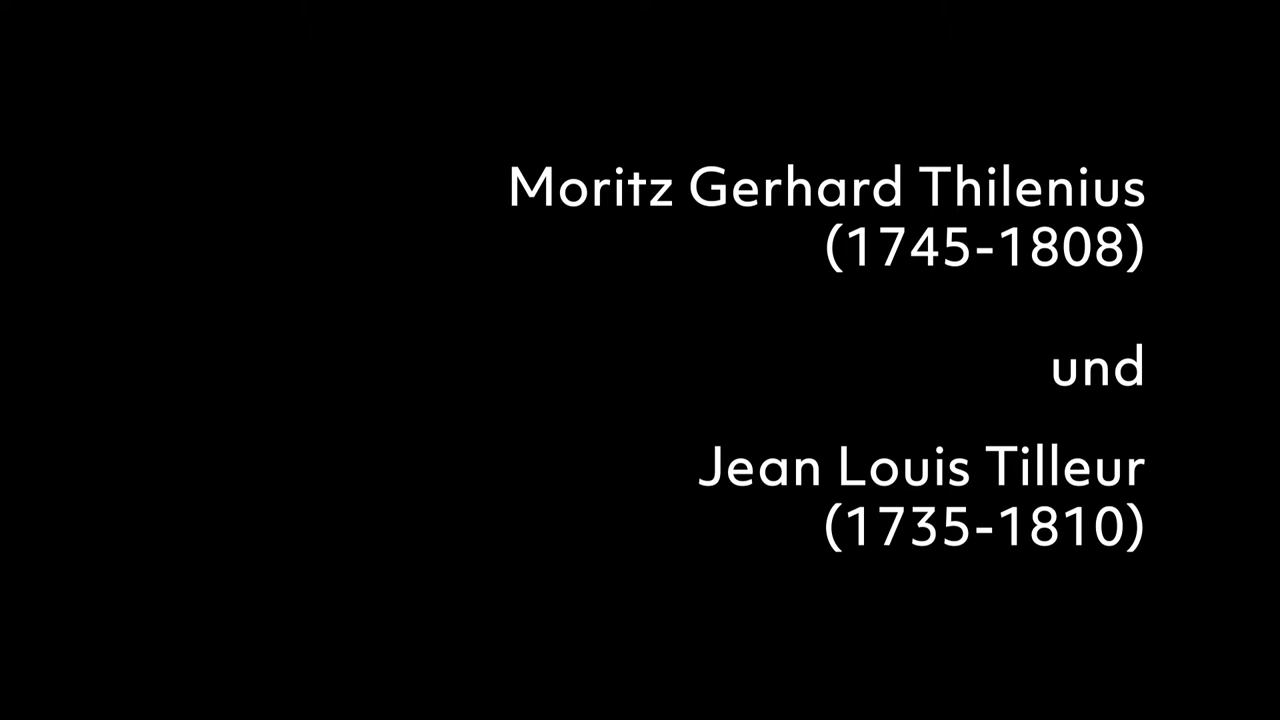 Moritz Gerhard Thilenius
(1745-1808)
und
Jean Louis Tilleur
(1735-1810)